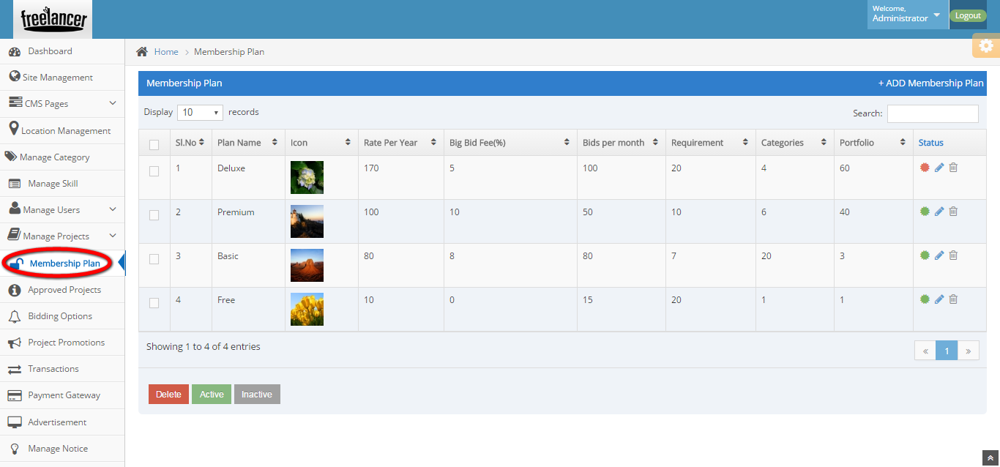 freelancer
Welcome,
Administrator
Logout
Dashboard
Site Management
CMS Pages
Location Management
Manage Category
Manage Skill
Manage Users
Manage Projects
Membership Plan
Approved Projects
Bidding Options
Project Promotions
Transactions
Payment Gateway
Advertisement
Manage Notice
Home > Membership Plan
Membership Plan + ADD Membership Plan
Display 10 records Search:
Sl.No Plan Name Icon Rate Per Year Big Bid Fee(%) Bids per month Requirement Categories Portfolio Status
1 Deluxe 170 5 100 20 4 60
2 Premium 100 10 50 10 6 40
3 Basic 80 8 80 7 20 3
4 Free 10 0 15 20 1 1
Showing 1 to 4 of 4 entries « 1 »
Delete Active Inactive